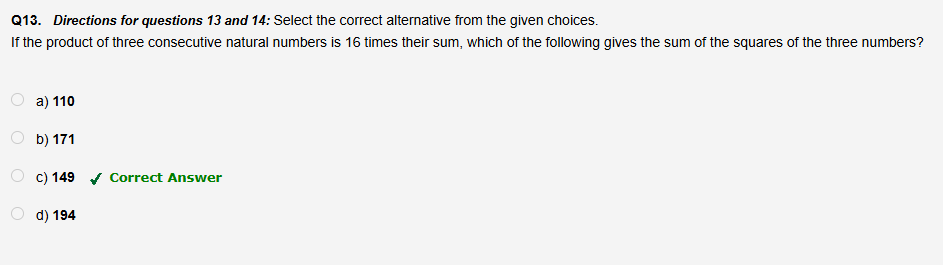 Q13. Directions for questions 13 and 14: Select the correct alternative from the given choices.
If the product of three consecutive natural numbers is 16 times their sum, which of the following gives the sum of the squares of the three numbers?
a) 110
b) 171
c) 149 ✓ Correct Answer
d) 194